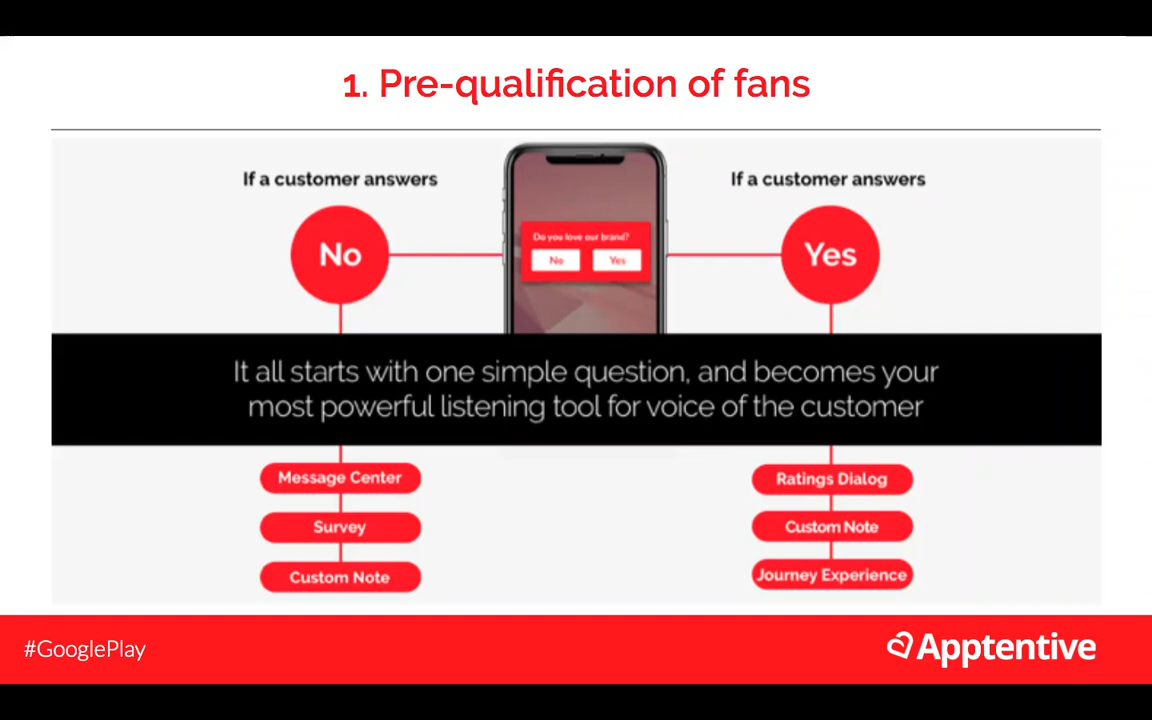 1. Pre-qualification of fans
If a customer answers
If a customer answers
No
Do you love our brand?
No
Yes
Yes
It all starts with one simple question, and becomes your
most powerful listening tool for voice of the customer
Message Center
Survey
Custom Note
Ratings Dialog
Custom Note
Journey Experience
#GooglePlay
Apptentive